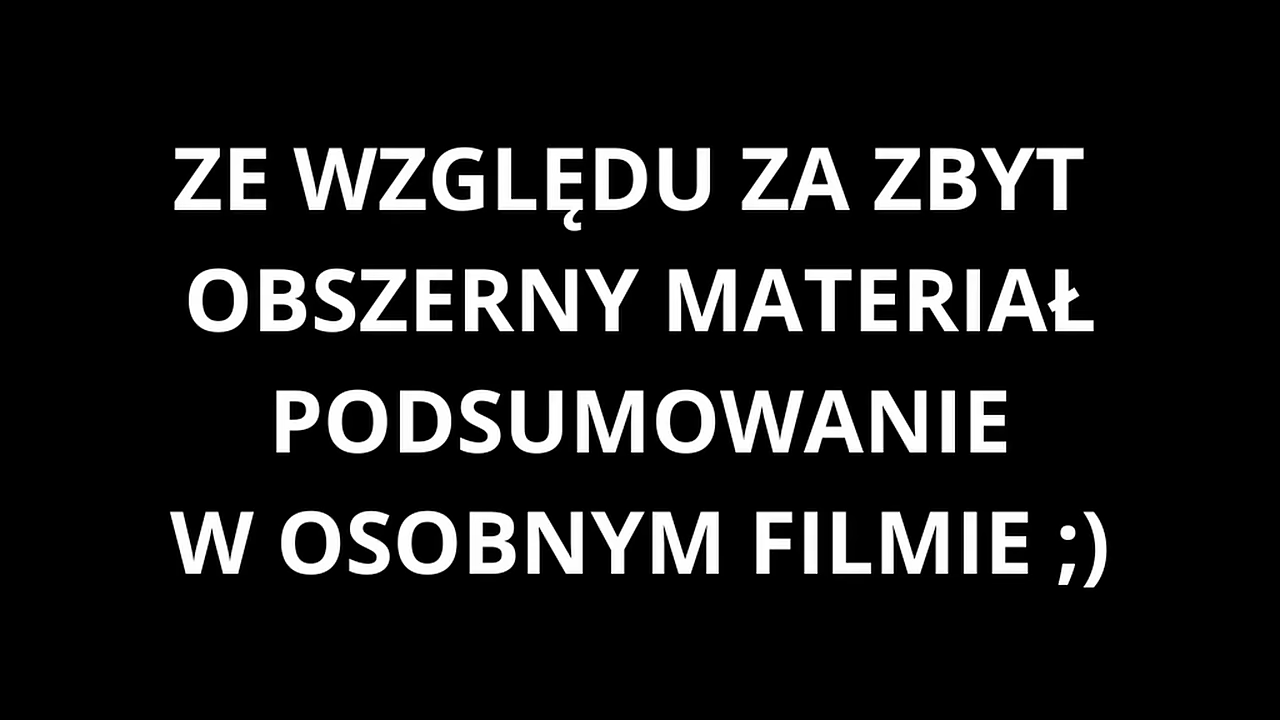 ZE WZGLĘDU ZA ZBYT
OBSZERNY MATERIAŁ
PODSUMOWANIE
W OSOBNYM FILMIE ;)